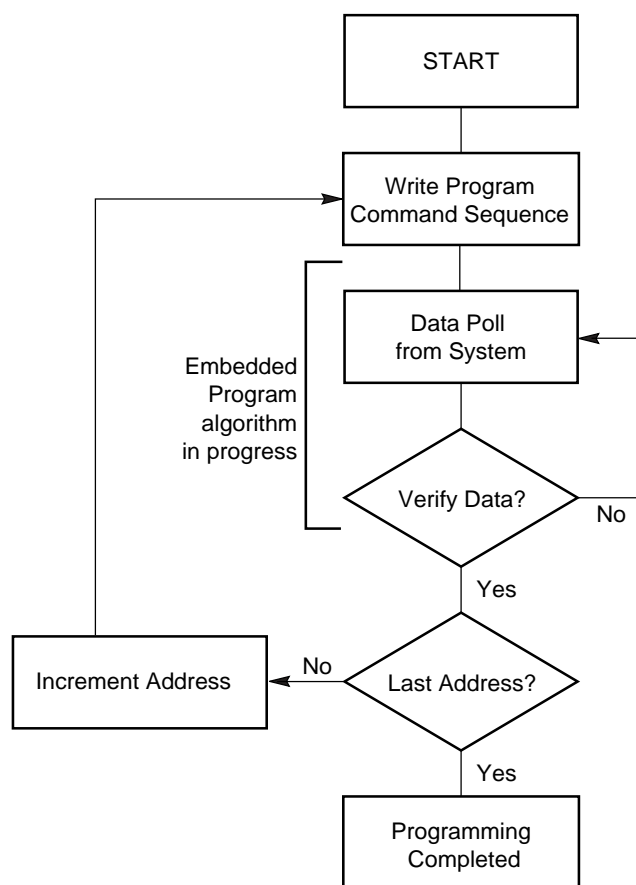 START
Write Program
Command Sequence
Data Poll
from System
Embedded
Program
algorithm
in progress
Verify Data?
No
Yes
No
Increment Address
Last Address?
Yes
Programming
Completed